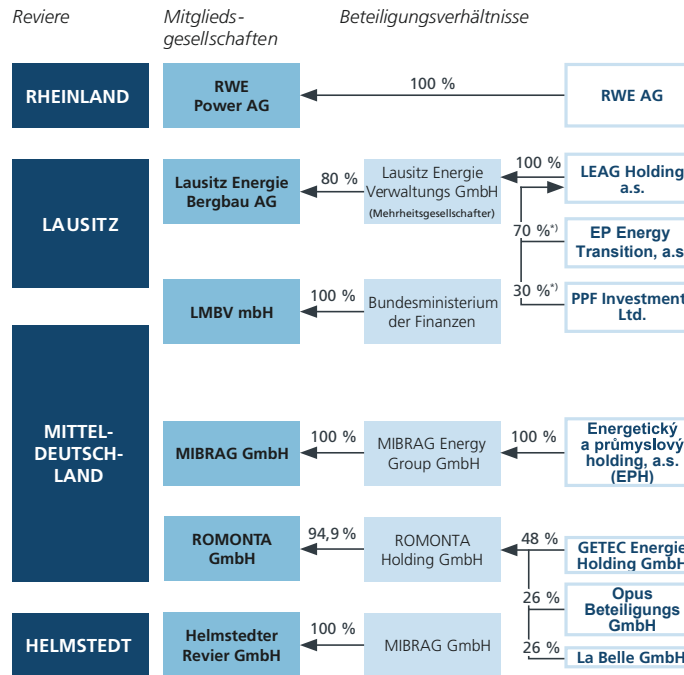 Reviere
Mitglieds-
gesellschaften
Beteiligungsverhältnisse
RHEINLAND
RWE
Power AG
100 %
RWE AG
LAUSITZ
Lausitz Energie
Bergbau AG
80 %
Lausitz Energie
Verwaltungs GmbH
(Mehrheitsgesellschafter)
100 %
LEAG Holding
a.s.
70 %*)
EP Energy
Transition, a.s
30 %*)
PPF Investment
Ltd.
LMBV mbH
100 %
Bundesministerium
der Finanzen
MITTEL-
DEUTSCH-
LAND
MIBRAG GmbH
100 %
MIBRAG Energy
Group GmbH
100 %
Energetický
a průmyslový
holding, a.s.
(EPH)
ROMONTA
GmbH
94,9 %
ROMONTA
Holding GmbH
48 %
GETEC Energie
Holding GmbH
26 %
Opus
Beteiligungs
GmbH
26 %
La Belle GmbH
HELMSTEDT
Helmstedter
Revier GmbH
100 %
MIBRAG GmbH